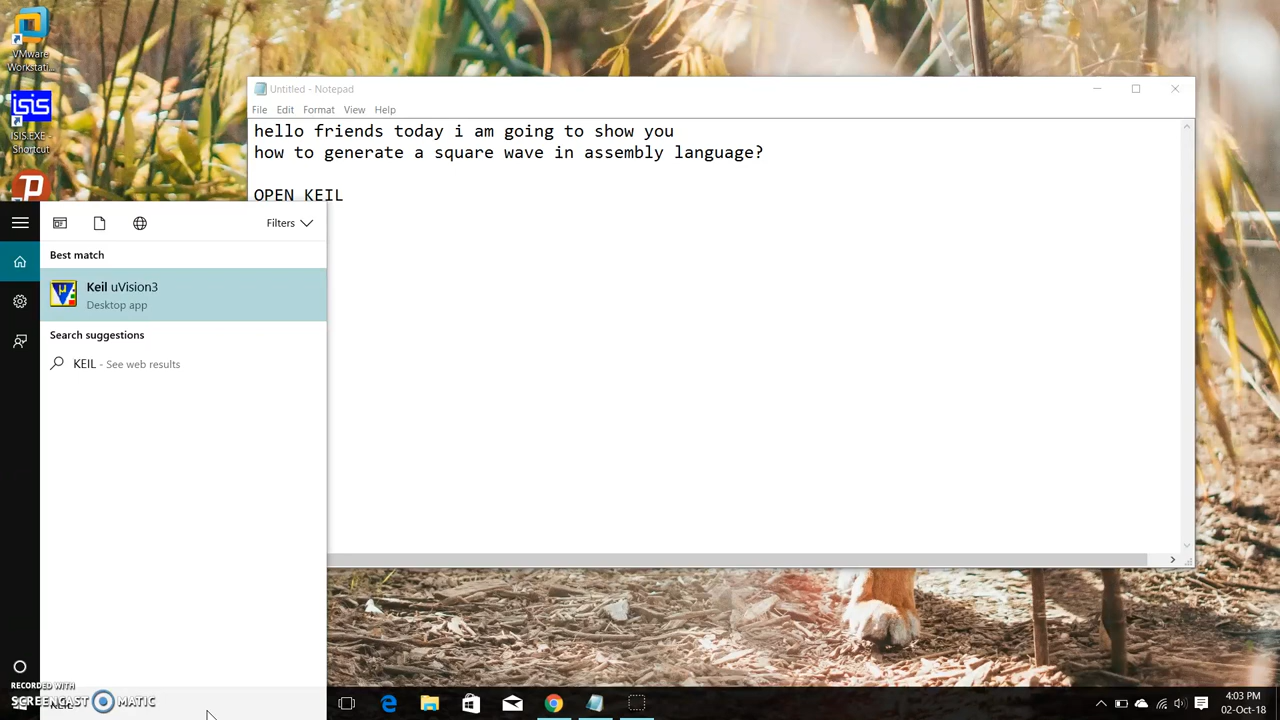 VMware
Workstati...
ISIS.EXE -
Shortcut
Untitled - Notepad
File Edit Format View Help
hello friends today i am going to show you
how to generate a square wave in assembly language?
OPEN KEIL
Filters
Best match
Keil uVision3
Desktop app
Search suggestions
KEIL - See web results
RECORDED WITH
SCREENCAST MATIC
KEIL
4:03 PM
02-Oct-18